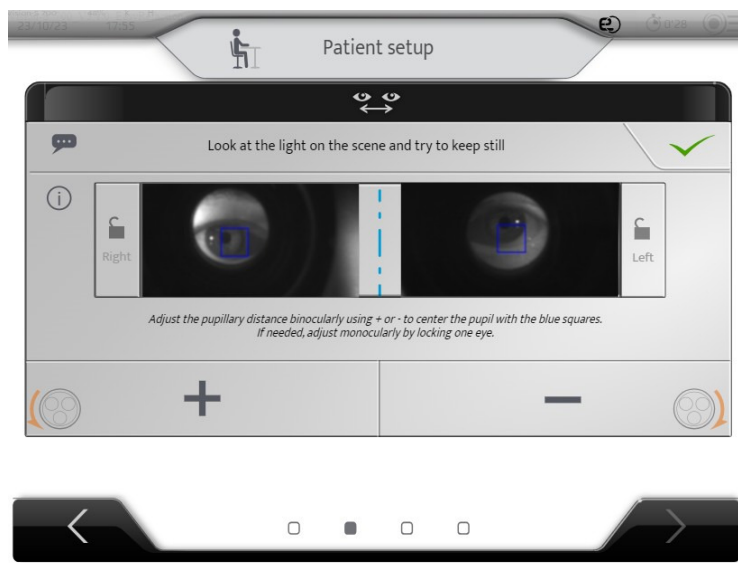 23/10/23 17:55
0:28
Patient setup
Look at the light on the scene and try to keep still
Right
Left
Adjust the pupillary distance binocularly using + or - to center the pupil with the blue squares.
If needed, adjust monocularly by locking one eye.